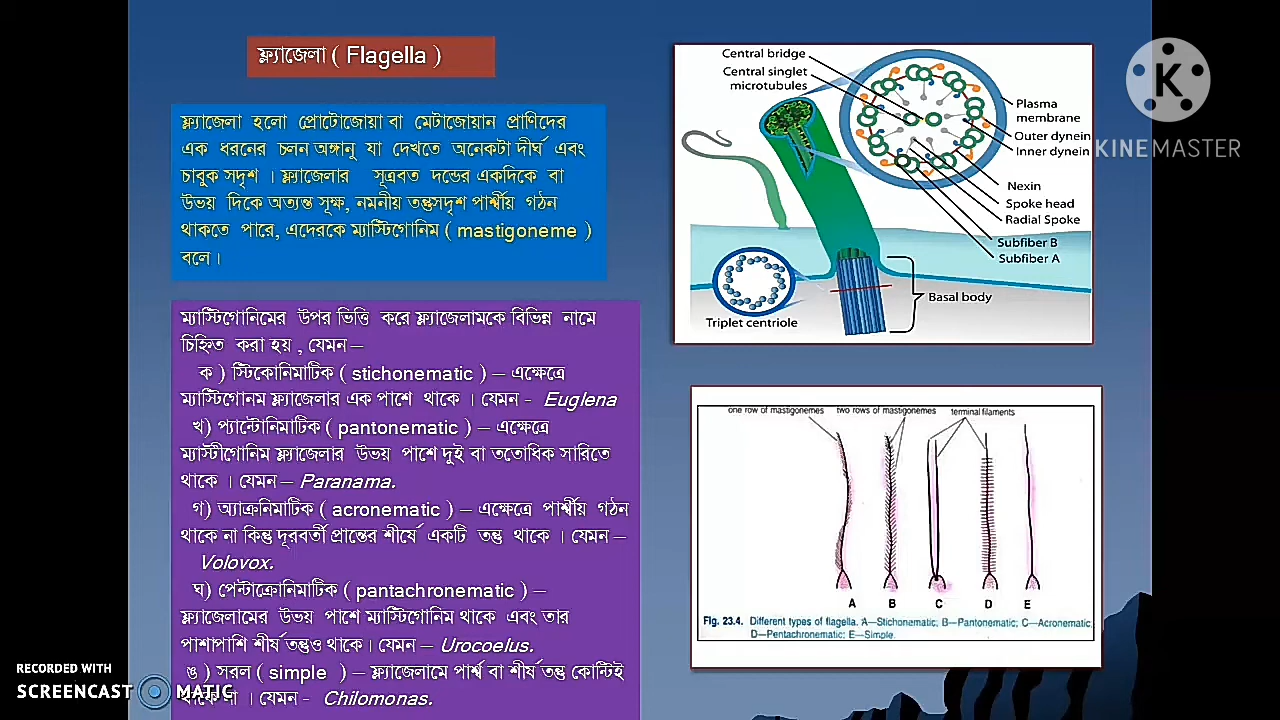 ফ্ল্যাজেলা ( Flagella )
ফ্ল্যাজেলা হলো প্রোটোজোয়া বা মেটাজোয়ান প্রাণিদের
এক ধরনের চলন অঙ্গানু যা দেখতে অনেকটা দীর্ঘ এবং
চাবুক সদৃশ । ফ্ল্যাজেলার সূত্রবত দন্ডের একদিকে বা
উভয় দিকে অত্যন্ত সূক্ষ, নমনীয় তন্তুসদৃশ পার্শ্বীয় গঠন
থাকতে পারে, এদেরকে ম্যাস্টিগোনিম ( mastigoneme )
বলে।
ম্যাস্টিগোনিমের উপর ভিত্তি করে ফ্ল্যাজেলামকে বিভিন্ন নামে
চিহ্নিত করা হয় , যেমন –
ক ) স্টিকোনিমাটিক ( stichonematic ) – এক্ষেত্রে
ম্যাস্টিগোনম ফ্ল্যাজেলার এক পাশে থাকে । যেমন - Euglena
খ) প্যান্টোনিমাটিক ( pantonematic ) – এক্ষেত্রে
ম্যাস্টীগোনিম ফ্ল্যাজেলার উভয় পাশে দুই বা ততোধিক সারিতে
থাকে । যেমন – Paranama.
গ) অ্যাক্রনিমাটিক ( acronematic ) – এক্ষেত্রে পার্শ্বীয় গঠন
থাকে না কিন্তু দূরবর্তী প্রান্তের শীর্ষে একটি তন্তু থাকে । যেমন –
Volovox.
ঘ) পেন্টাক্রোনিমাটিক ( pantachronematic ) –
ফ্ল্যাজেলামের উভয় পাশে ম্যাস্টিগোনিম থাকে এবং তার
পাশাপাশি শীর্ষ তন্তুও থাকে। যেমন – Urocoelus.
ঙ ) সরল ( simple ) – ফ্ল্যাজেলামে পার্শ্ব বা শীর্ষ তন্তু কোন্টিই
থাকে না । যেমন - Chilomonas.
Central bridge
Central singlet
microtubules
Plasma
membrane
Outer dynein
Inner dynein
Nexin
Spoke head
Radial Spoke
Subfiber B
Subfiber A
Basal body
Triplet centriole
one row of mastigonemes two rows of mastigonemes terminal filaments
A B C D E
Fig. 23.4. Different types of flagella. A—Stichonematic; B—Pantonematic; C—Acronematic;
D—Pentachronematic; E—Simple.
K
KINEMASTER
RECORDED WITH
SCREENCAST MATIC